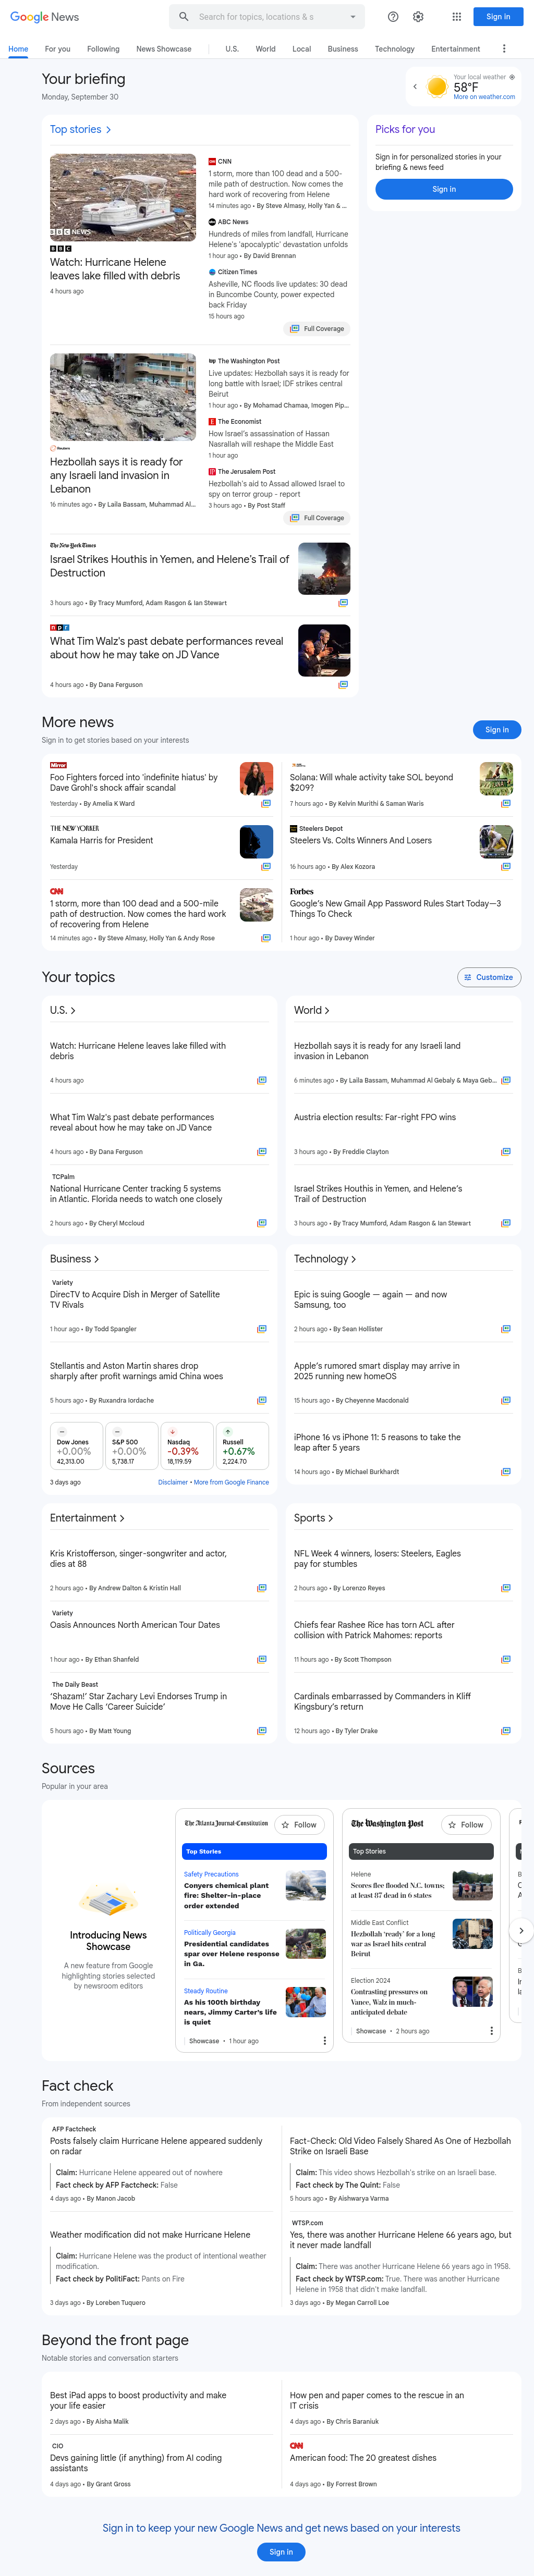 Google News
Search for topics, locations & s
Sign in
Home
For you
Following
News Showcase
U.S.
World
Local
Business
Technology
Entertainment
Your briefing
Monday, September 30
Your local weather
58°F
More on weather.com
Top stories
BBC NEWS
BBC
Watch: Hurricane Helene
leaves lake filled with debris
4 hours ago
CNN
1 storm, more than 100 dead and a 500-
mile path of destruction. Now comes the
hard work of recovering from Helene
14 minutes ago • By Steve Almasy, Holly Yan & ...
ABC News
Hundreds of miles from landfall, Hurricane
Helene's 'apocalyptic' devastation unfolds
1 hour ago • By David Brennan
Citizen Times
Asheville, NC floods live updates: 30 dead
in Buncombe County, power expected
back Friday
15 hours ago
Full Coverage
Picks for you
Sign in for personalized stories in your
briefing & news feed
Sign in
Reuters
Hezbollah says it is ready for
any Israeli land invasion in
Lebanon
16 minutes ago • By Laila Bassam, Muhammad Al...
The Washington Post
Live updates: Hezbollah says it is ready for
long battle with Israel; IDF strikes central
Beirut
1 hour ago • By Mohamad Chamaa, Imogen Pip...
The Economist
How Israel's assassination of Hassan
Nasrallah will reshape the Middle East
1 hour ago
The Jerusalem Post
Hezbollah's aid to Assad allowed Israel to
spy on terror group - report
3 hours ago • By Post Staff
Full Coverage
The New York Times
Israel Strikes Houthis in Yemen, and Helene's Trail of
Destruction
3 hours ago • By Tracy Mumford, Adam Rasgon & Ian Stewart
npr
What Tim Walz's past debate performances reveal
about how he may take on JD Vance
4 hours ago • By Dana Ferguson
More news
Sign in to get stories based on your interests
Sign in
Mirror
Foo Fighters forced into 'indefinite hiatus' by
Dave Grohl's shock affair scandal
Yesterday • By Amelia K Ward
Solana: Will whale activity take SOL beyond
$209?
7 hours ago • By Kelvin Murithi & Saman Waris
THE NEW YORKER
Kamala Harris for President
Yesterday
Steelers Depot
Steelers Vs. Colts Winners And Losers
16 hours ago • By Alex Kozora
CNN
1 storm, more than 100 dead and a 500-mile
path of destruction. Now comes the hard work
of recovering from Helene
14 minutes ago • By Steve Almasy, Holly Yan & Andy Rose
Forbes
Google's New Gmail App Password Rules Start Today—3
Things To Check
1 hour ago • By Davey Winder
Your topics
Customize
U.S.
Watch: Hurricane Helene leaves lake filled with
debris
4 hours ago
What Tim Walz's past debate performances
reveal about how he may take on JD Vance
4 hours ago • By Dana Ferguson
TCPalm
National Hurricane Center tracking 5 systems
in Atlantic. Florida needs to watch one closely
2 hours ago • By Cheryl Mccloud
World
Hezbollah says it is ready for any Israeli land
invasion in Lebanon
6 minutes ago • By Laila Bassam, Muhammad Al Gebaly & Maya Geb...
Austria election results: Far-right FPO wins
3 hours ago • By Freddie Clayton
Israel Strikes Houthis in Yemen, and Helene's
Trail of Destruction
3 hours ago • By Tracy Mumford, Adam Rasgon & Ian Stewart
Business
Variety
DirecTV to Acquire Dish in Merger of Satellite
TV Rivals
1 hour ago • By Todd Spangler
Stellantis and Aston Martin shares drop
sharply after profit warnings amid China woes
5 hours ago • By Ruxandra Iordache
Dow Jones
+0.00%
42,313.00
S&P 500
+0.00%
5,738.17
Nasdaq
-0.39%
18,119.59
Russell
+0.67%
2,224.70
3 days ago
Disclaimer • More from Google Finance
Technology
Epic is suing Google — again — and now
Samsung, too
2 hours ago • By Sean Hollister
Apple's rumored smart display may arrive in
2025 running new homeOS
15 hours ago • By Cheyenne Macdonald
iPhone 16 vs iPhone 11: 5 reasons to take the
leap after 5 years
14 hours ago • By Michael Burkhardt
Entertainment
Kris Kristofferson, singer-songwriter and actor,
dies at 88
2 hours ago • By Andrew Dalton & Kristin Hall
Variety
Oasis Announces North American Tour Dates
1 hour ago • By Ethan Shanfeld
The Daily Beast
'Shazam!' Star Zachary Levi Endorses Trump in
Move He Calls 'Career Suicide'
5 hours ago • By Matt Young
Sports
NFL Week 4 winners, losers: Steelers, Eagles
pay for stumbles
2 hours ago • By Lorenzo Reyes
Chiefs fear Rashee Rice has torn ACL after
collision with Patrick Mahomes: reports
11 hours ago • By Scott Thompson
Cardinals embarrassed by Commanders in Kliff
Kingsbury's return
12 hours ago • By Tyler Drake
Sources
Popular in your area
Introducing News
Showcase
A new feature from Google
highlighting stories selected
by newsroom editors
The Atlanta Journal-Constitution
Follow
Top Stories
Safety Precautions
Conyers chemical plant
fire: Shelter-in-place
order extended
Politically Georgia
Presidential candidates
spar over Helene response
in Ga.
Steady Routine
As his 100th birthday
nears, Jimmy Carter's life
is quiet
Showcase • 1 hour ago
The Washington Post
Follow
Top Stories
Helene
Scores flee flooded N.C. towns;
at least 87 dead in 6 states
Middle East Conflict
Hezbollah 'ready' for a long
war as Israel hits central
Beirut
Election 2024
Contrasting pressures on
Vance, Walz in much-
anticipated debate
Showcase • 2 hours ago
Fact check
From independent sources
AFP Factcheck
Posts falsely claim Hurricane Helene appeared suddenly
on radar
Claim: Hurricane Helene appeared out of nowhere
Fact check by AFP Factcheck: False
4 days ago • By Manon Jacob
Fact-Check: Old Video Falsely Shared As One of Hezbollah
Strike on Israeli Base
Claim: This video shows Hezbollah's strike on an Israeli base.
Fact check by The Quint: False
5 hours ago • By Aishwarya Varma
Weather modification did not make Hurricane Helene
Claim: Hurricane Helene was the product of intentional weather
modification.
Fact check by PolitiFact: Pants on Fire
3 days ago • By Loreben Tuquero
WTSP.com
Yes, there was another Hurricane Helene 66 years ago, but
it never made landfall
Claim: There was another Hurricane Helene 66 years ago in 1958.
Fact check by WTSP.com: True. There was another Hurricane
Helene in 1958 that didn't make landfall.
3 days ago • By Megan Carroll Loe
Beyond the front page
Notable stories and conversation starters
Best iPad apps to boost productivity and make
your life easier
2 days ago • By Aisha Malik
How pen and paper comes to the rescue in an
IT crisis
4 days ago • By Chris Baraniuk
CIO
Devs gaining little (if anything) from AI coding
assistants
4 days ago • By Grant Gross
CNN
American food: The 20 greatest dishes
4 days ago • By Forrest Brown
Sign in to keep your new Google News and get news based on your interests
Sign in